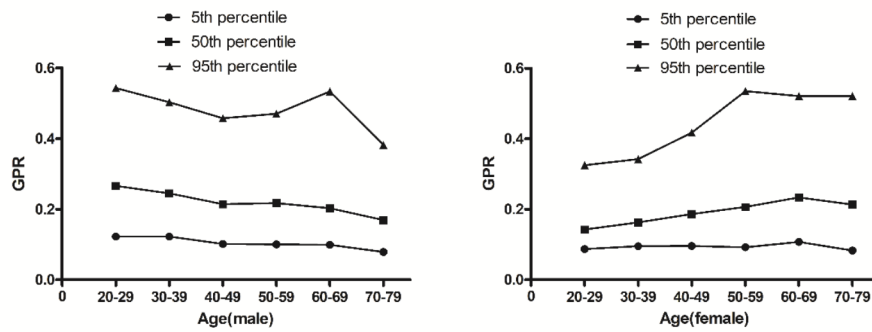 5th percentile
50th percentile
95th percentile
0.6
0.4
0.2
0.0
GPR
0
20-29
30-39
40-49
50-59
60-69
70-79
Age(male)
5th percentile
50th percentile
95th percentile
0.6
0.4
0.2
0.0
GPR
0
20-29
30-39
40-49
50-59
60-69
70-79
Age(female)